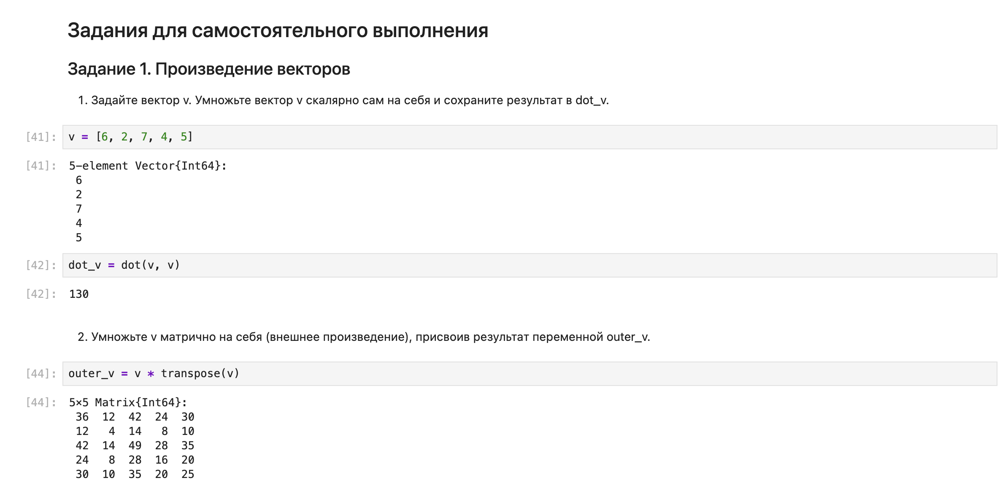 Задания для самостоятельного выполнения
Задание 1. Произведение векторов
1. Задайте вектор v. Умножьте вектор v скалярно сам на себя и сохраните результат в dot_v.
[41]: v = [6, 2, 7, 4, 5]
[41]: 5-element Vector{Int64}:
6
2
7
4
5
[42]: dot_v = dot(v, v)
[42]: 130
2. Умножьте v матрично на себя (внешнее произведение), присвоив результат переменной outer_v.
[44]: outer_v = v * transpose(v)
[44]: 5×5 Matrix{Int64}:
36 12 42 24 30
12 4 14 8 10
42 14 49 28 35
24 8 28 16 20
30 10 35 20 25